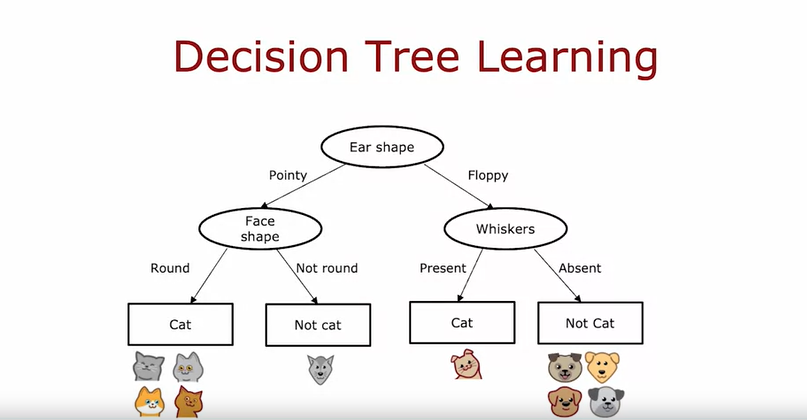 Decision Tree Learning
Ear shape
Pointy
Floppy
Face
shape
Whiskers
Round
Not round
Present
Absent
Cat
Not cat
Cat
Not Cat